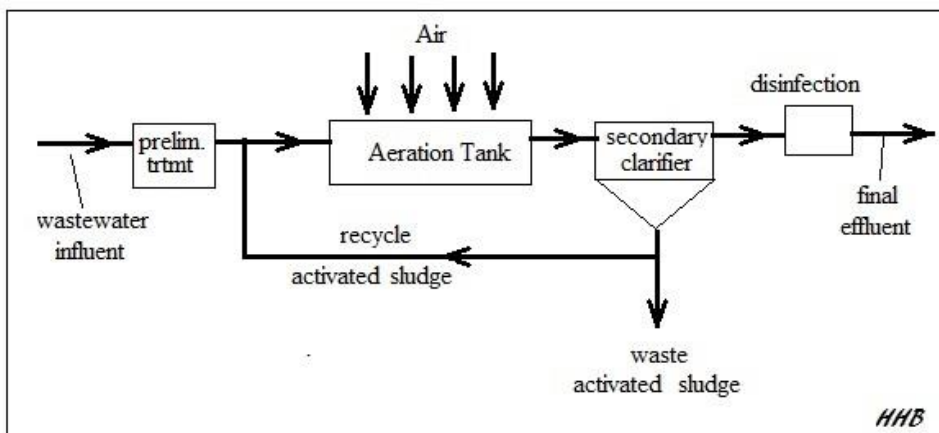 Air
disinfection
prelim.
trtmt
Aeration Tank
secondary
clarifier
wastewater
influent
final
effluent
recycle
activated sludge
waste
activated sludge
HHB